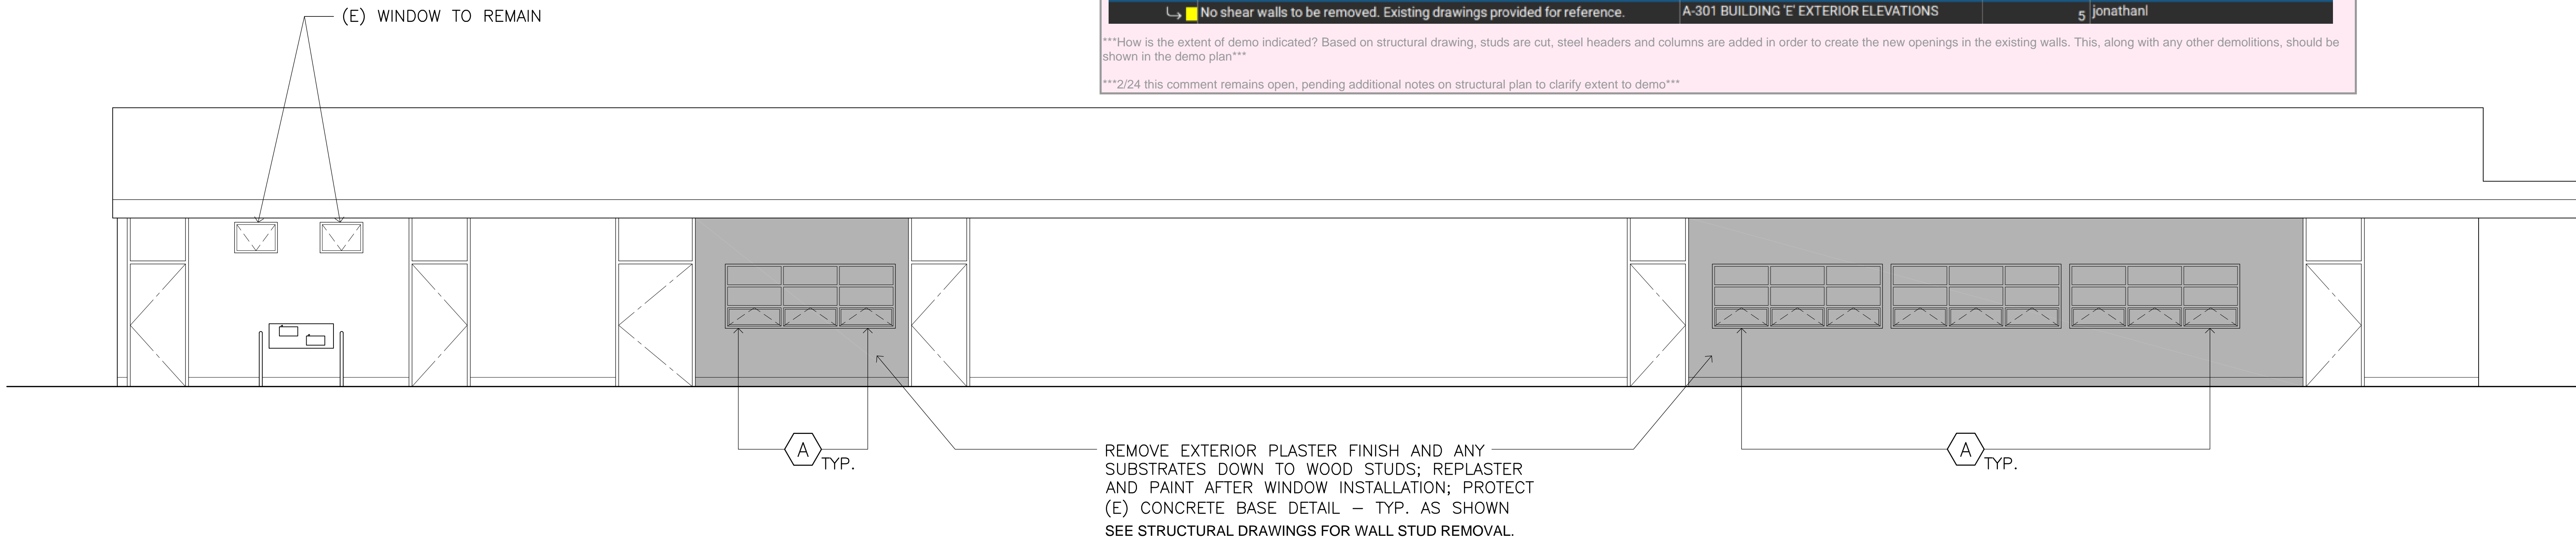 (E) WINDOW TO REMAIN
No shear walls to be removed. Existing drawings provided for reference.
A-301 BUILDING 'E' EXTERIOR ELEVATIONS
5
jonathanl
***How is the extent of demo indicated? Based on structural drawing, studs are cut, steel headers and columns are added in order to create the new openings in the existing walls. This, along with any other demolitions, should be
shown in the demo plan***
***2/24 this comment remains open, pending additional notes on structural plan to clarify extent to demo***
A
TYP.
REMOVE EXTERIOR PLASTER FINISH AND ANY
SUBSTRATES DOWN TO WOOD STUDS; REPLASTER
AND PAINT AFTER WINDOW INSTALLATION; PROTECT
(E) CONCRETE BASE DETAIL – TYP. AS SHOWN
SEE STRUCTURAL DRAWINGS FOR WALL STUD REMOVAL.
A
TYP.